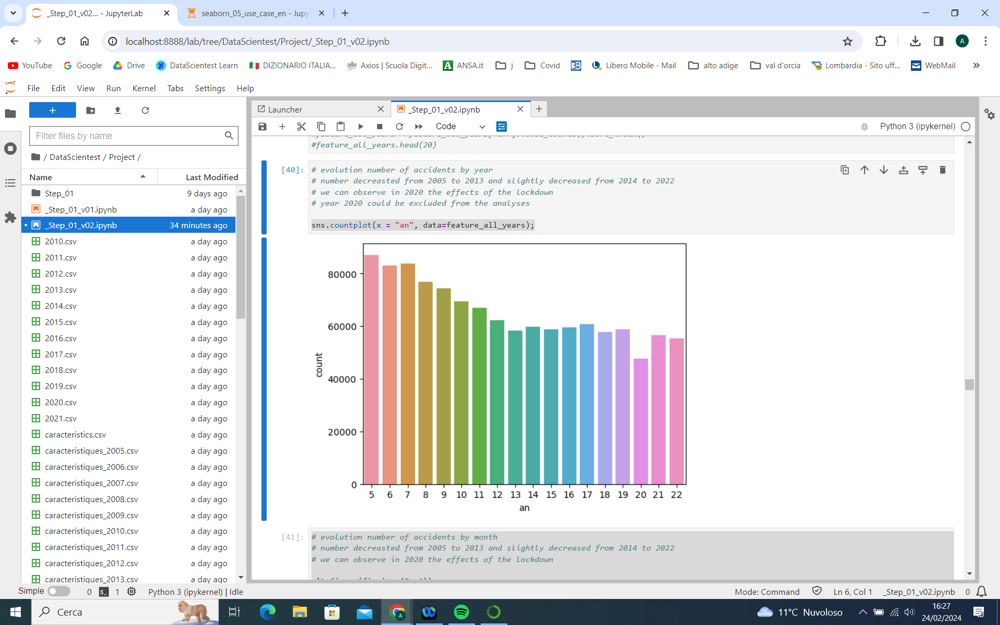 _Step_01_v02... - JupyterLab
seaborn_05_use_case_en - Jupy
localhost:8888/lab/tree/DataScientest/Project/_Step_01_v02.ipynb
A
YouTube
Google
Drive
DataScientest Learn
DIZIONARIO ITALIA...
Axios | Scuola Digit...
ANSA.it
j
Covid
Libero Mobile - Mail
alto adige
val d'orcia
Lombardia - Sito uff...
WebMail
File Edit View Run Kernel Tabs Settings Help
Launcher
_Step_01_v02.ipynb
Code
Python 3 (ipykernel)
Filter files by name
/ DataScientest / Project /
Name Last Modified
Step_01 9 days ago
_Step_01_v01.ipynb a day ago
_Step_01_v02.ipynb 34 minutes ago
2010.csv a day ago
2011.csv a day ago
2012.csv a day ago
2013.csv a day ago
2014.csv a day ago
2015.csv a day ago
2016.csv a day ago
2017.csv a day ago
2018.csv a day ago
2019.csv a day ago
2020.csv a day ago
2021.csv a day ago
caracteristics.csv a day ago
caracteristiques_2005.csv a day ago
caracteristiques_2006.csv a day ago
caracteristiques_2007.csv a day ago
caracteristiques_2008.csv a day ago
caracteristiques_2009.csv a day ago
caracteristiques_2010.csv a day ago
caracteristiques_2011.csv a day ago
caracteristiques_2012.csv a day ago
caracteristiques_2013.csv a day ago
#feature_all_years.head(20)
[40]:
# evolution number of accidents by year
# number decreasted from 2005 to 2013 and slightly decreased from 2014 to 2022
# we can observe in 2020 the effects of the lockdown
# year 2020 could be excluded from the analyses
sns.countplot(x = "an", data=feature_all_years);
80000
60000
40000
20000
0
count
5 6 7 8 9 10 11 12 13 14 15 16 17 18 19 20 21 22
an
[41]:
# evolution number of accidents by month
# number decreasted from 2005 to 2013 and slightly decreased from 2014 to 2022
# we can observe in 2020 the effects of the lockdown
Simple 0 1 Python 3 (ipykernel) | Idle
Mode: Command Ln 6, Col 1 _Step_01_v02.ipynb 0
Cerca
11°C Nuvoloso
16:27
24/02/2024